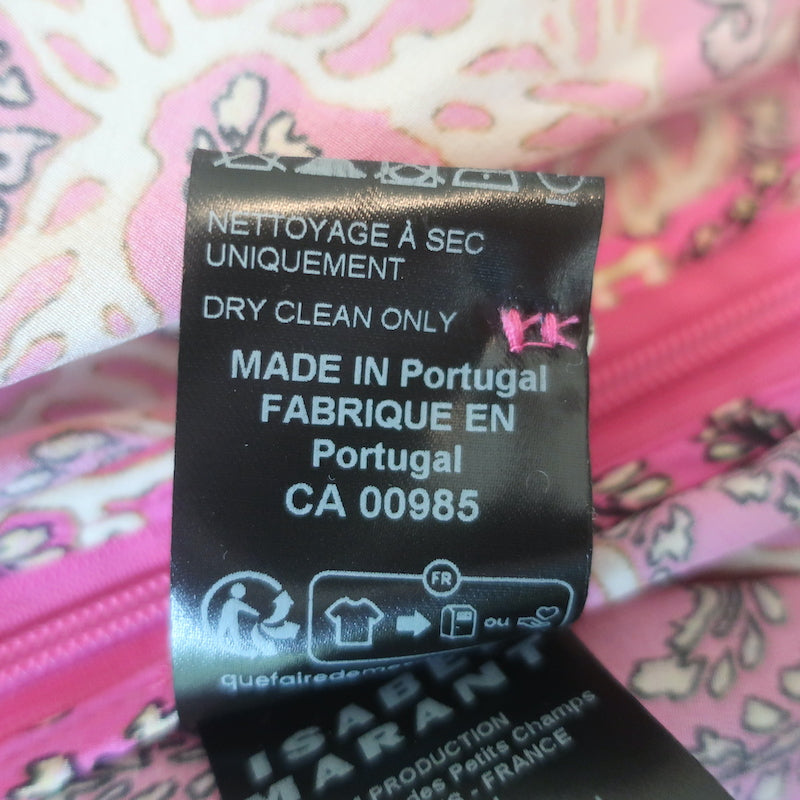 NETTOYAGE À SEC
UNIQUEMENT
DRY CLEAN ONLY
MADE IN Portugal
FABRIQUE EN
Portugal
CA 00985
FR
ou
ISABEL
MARANT
PRODUCTION
des Petits Champs
FRANCE